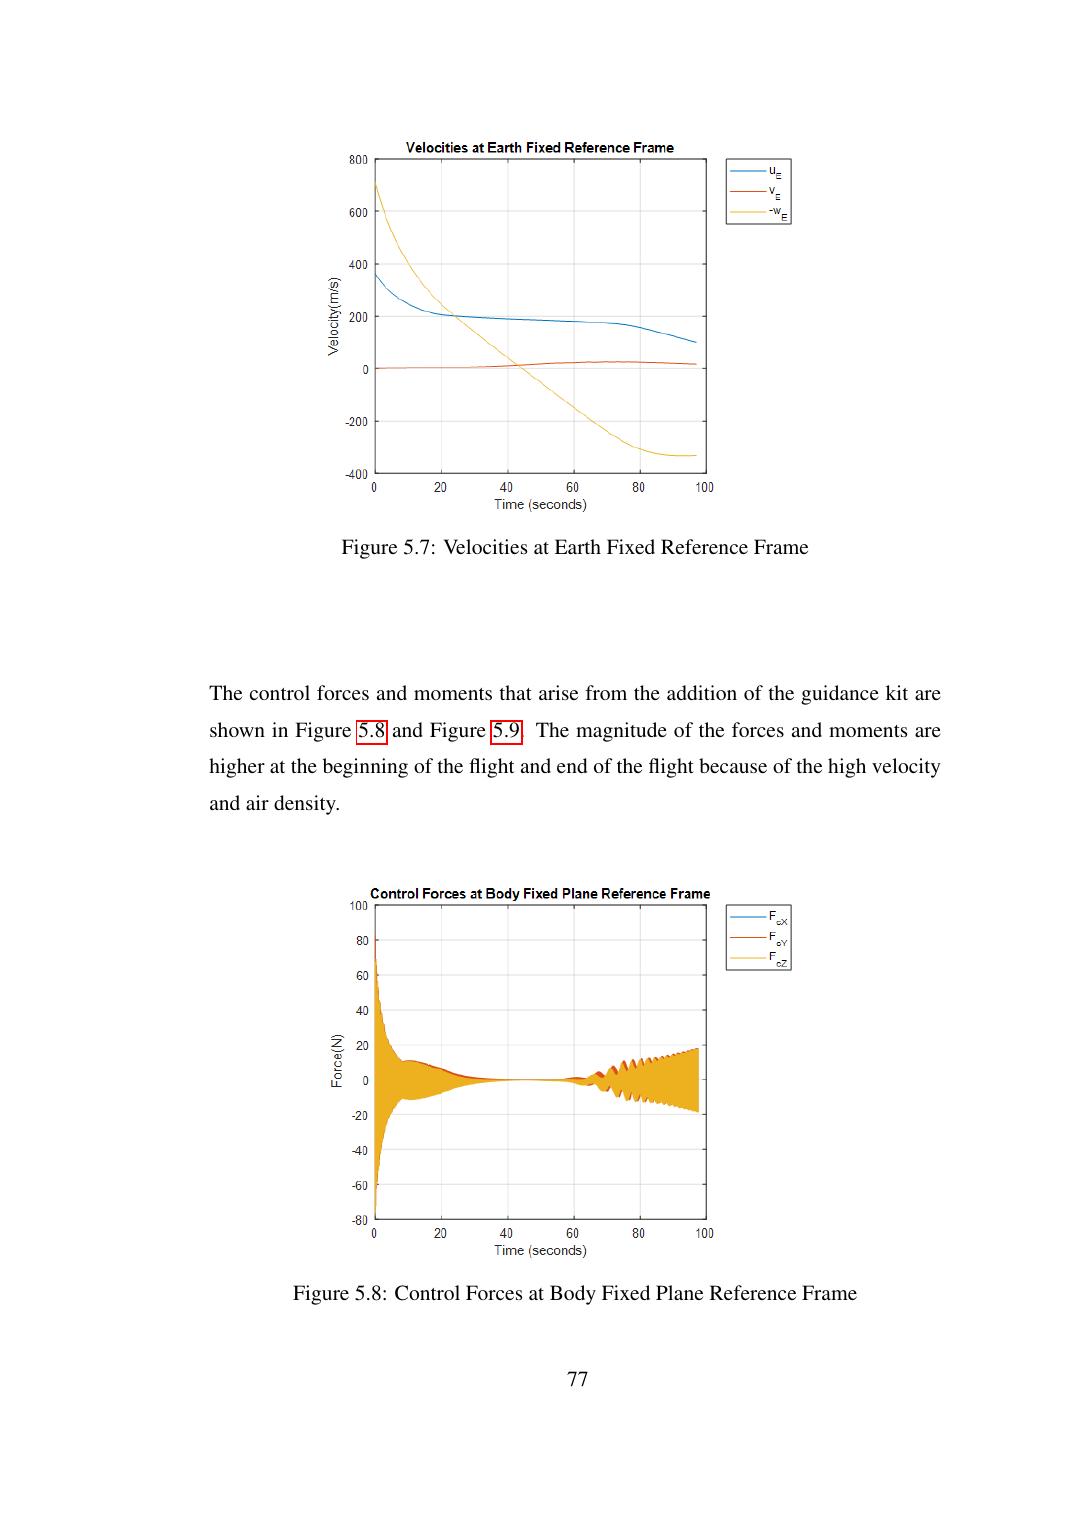 Velocities at Earth Fixed Reference Frame
800
600
400
200
0
-200
-400
Velocity(m/s)
0 20 40 60 80 100
Time (seconds)
u_E
v_E
-w_E
Figure 5.7: Velocities at Earth Fixed Reference Frame
The control forces and moments that arise from the addition of the guidance kit are
shown in Figure 5.8 and Figure 5.9. The magnitude of the forces and moments are
higher at the beginning of the flight and end of the flight because of the high velocity
and air density.
Control Forces at Body Fixed Plane Reference Frame
100
80
60
40
20
0
-20
-40
-60
-80
Force(N)
0 20 40 60 80 100
Time (seconds)
F_cX
F_cY
F_cZ
Figure 5.8: Control Forces at Body Fixed Plane Reference Frame
77